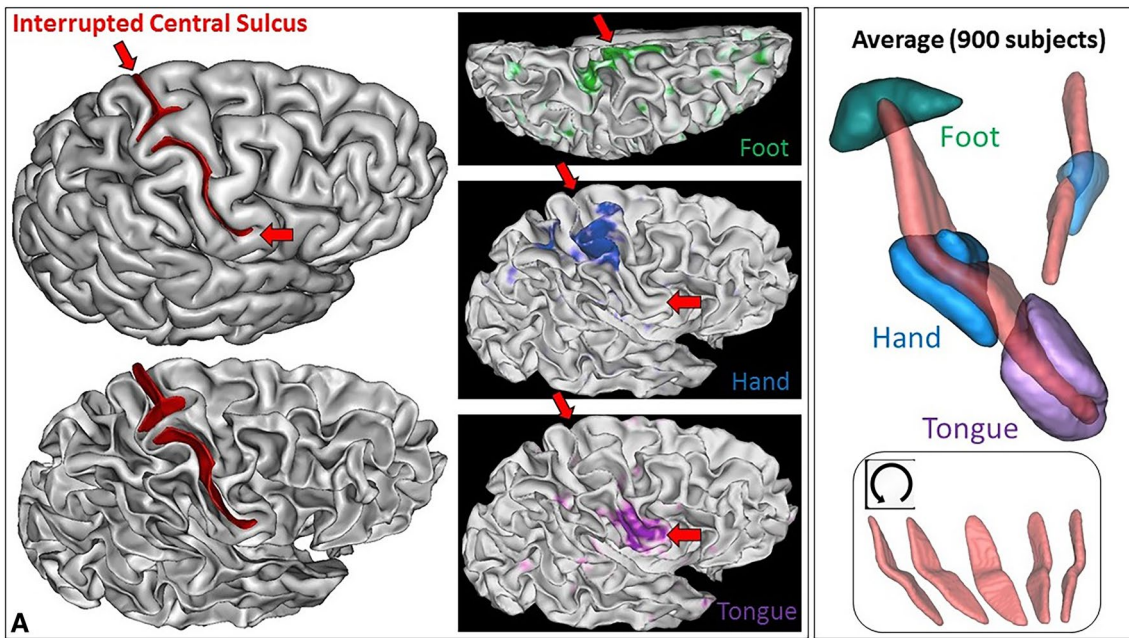 Interrupted Central Sulcus
Foot
Hand
Tongue
A
Average (900 subjects)
Foot
Hand
Tongue